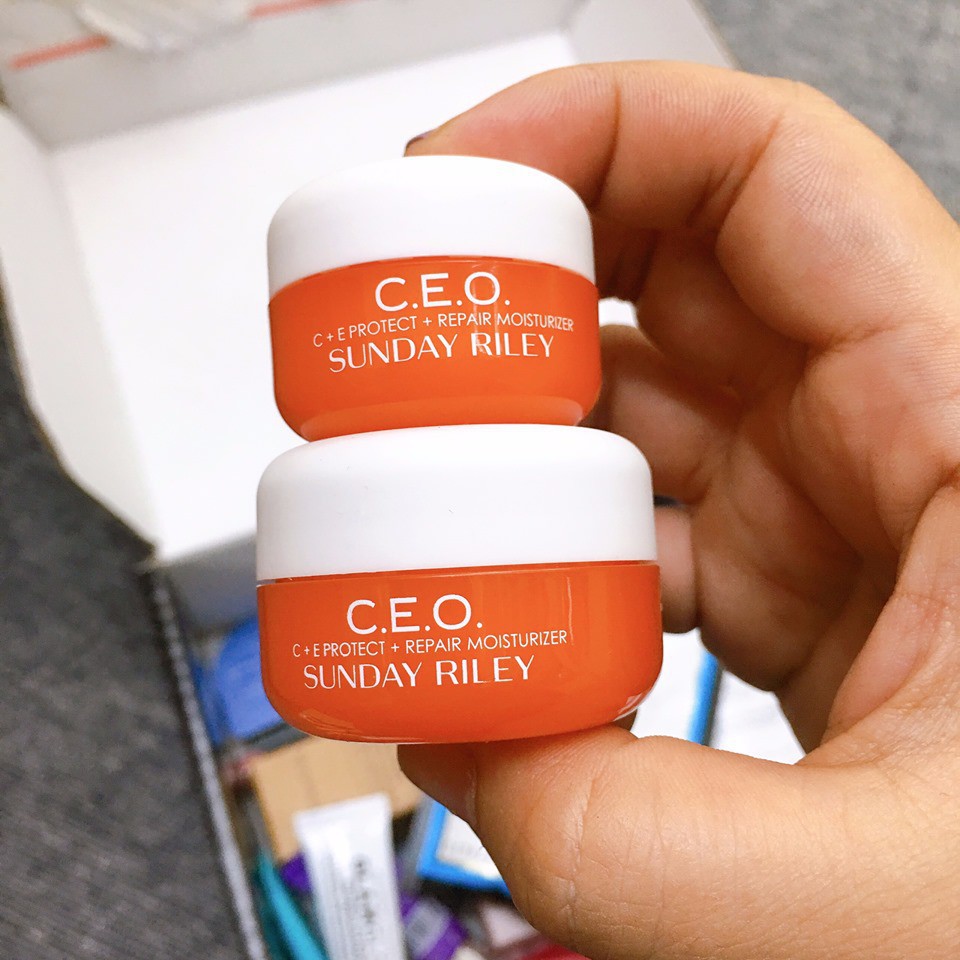 C.E.O.
C + E PROTECT + REPAIR MOISTURIZER
SUNDAY RILEY
C.E.O.
C + E PROTECT + REPAIR MOISTURIZER
SUNDAY RILEY